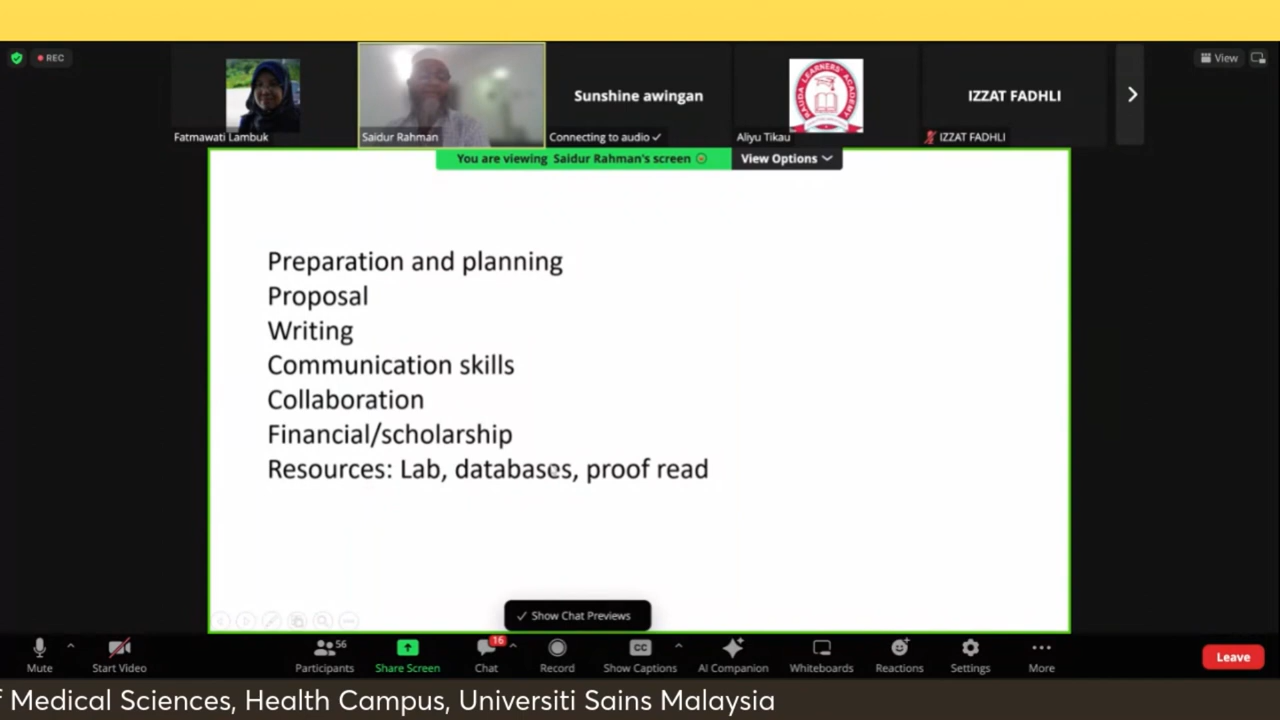 REC
View
Sunshine awingan
IZZAT FADHLI
Fatmawati Lambuk
Saidur Rahman
Connecting to audio ✓
Aliyu Tikau
IZZAT FADHLI
You are viewing Saidur Rahman's screen
View Options
Preparation and planning
Proposal
Writing
Communication skills
Collaboration
Financial/scholarship
Resources: Lab, databases, proof read
✓ Show Chat Previews
56
16
CC
Mute
Start Video
Participants
Share Screen
Chat
Record
Show Captions
AI Companion
Whiteboards
Reactions
Settings
More
Leave
Medical Sciences, Health Campus, Universiti Sains Malaysia